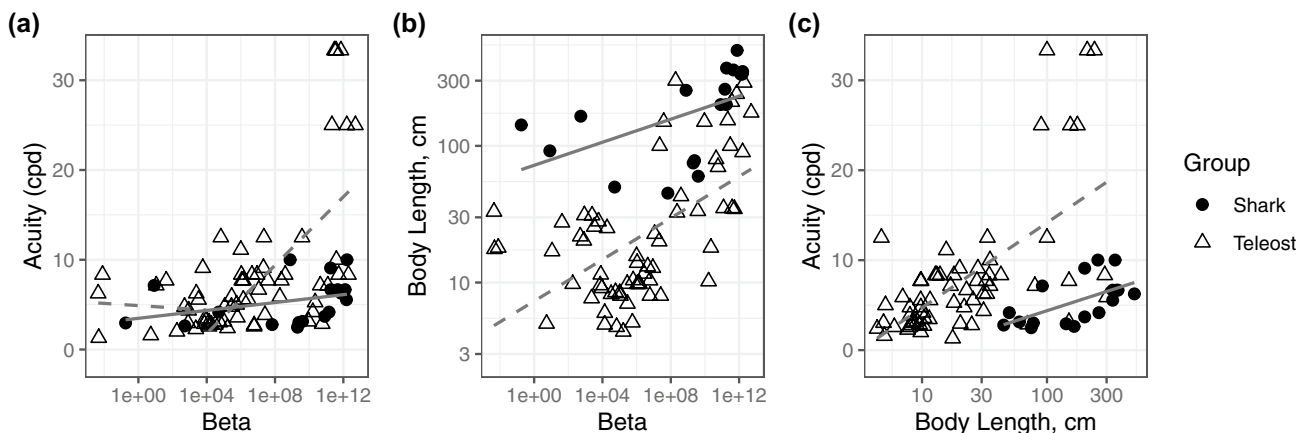 (a)
Acuity (cpd)
30
20
10
0
1e+00
1e+04
1e+08
1e+12
Beta
(b)
Body Length, cm
300
100
30
10
3
1e+00
1e+04
1e+08
1e+12
Beta
(c)
Acuity (cpd)
30
20
10
0
10
30
100
300
Body Length, cm
Group
Shark
Teleost